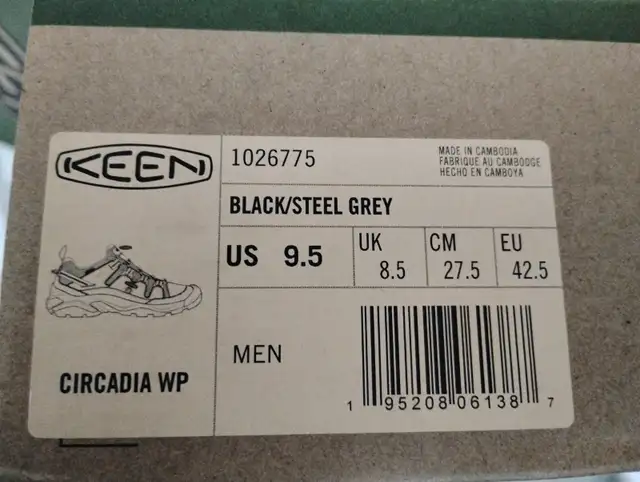 KEEN
1026775
MADE IN CAMBODIA
FABRIQUÉ AU CAMBODGE
HECHO EN CAMBOYA
BLACK/STEEL GREY
US 9.5
UK 8.5
CM 27.5
EU 42.5
CIRCADIA WP
MEN
1 95208 06138 7